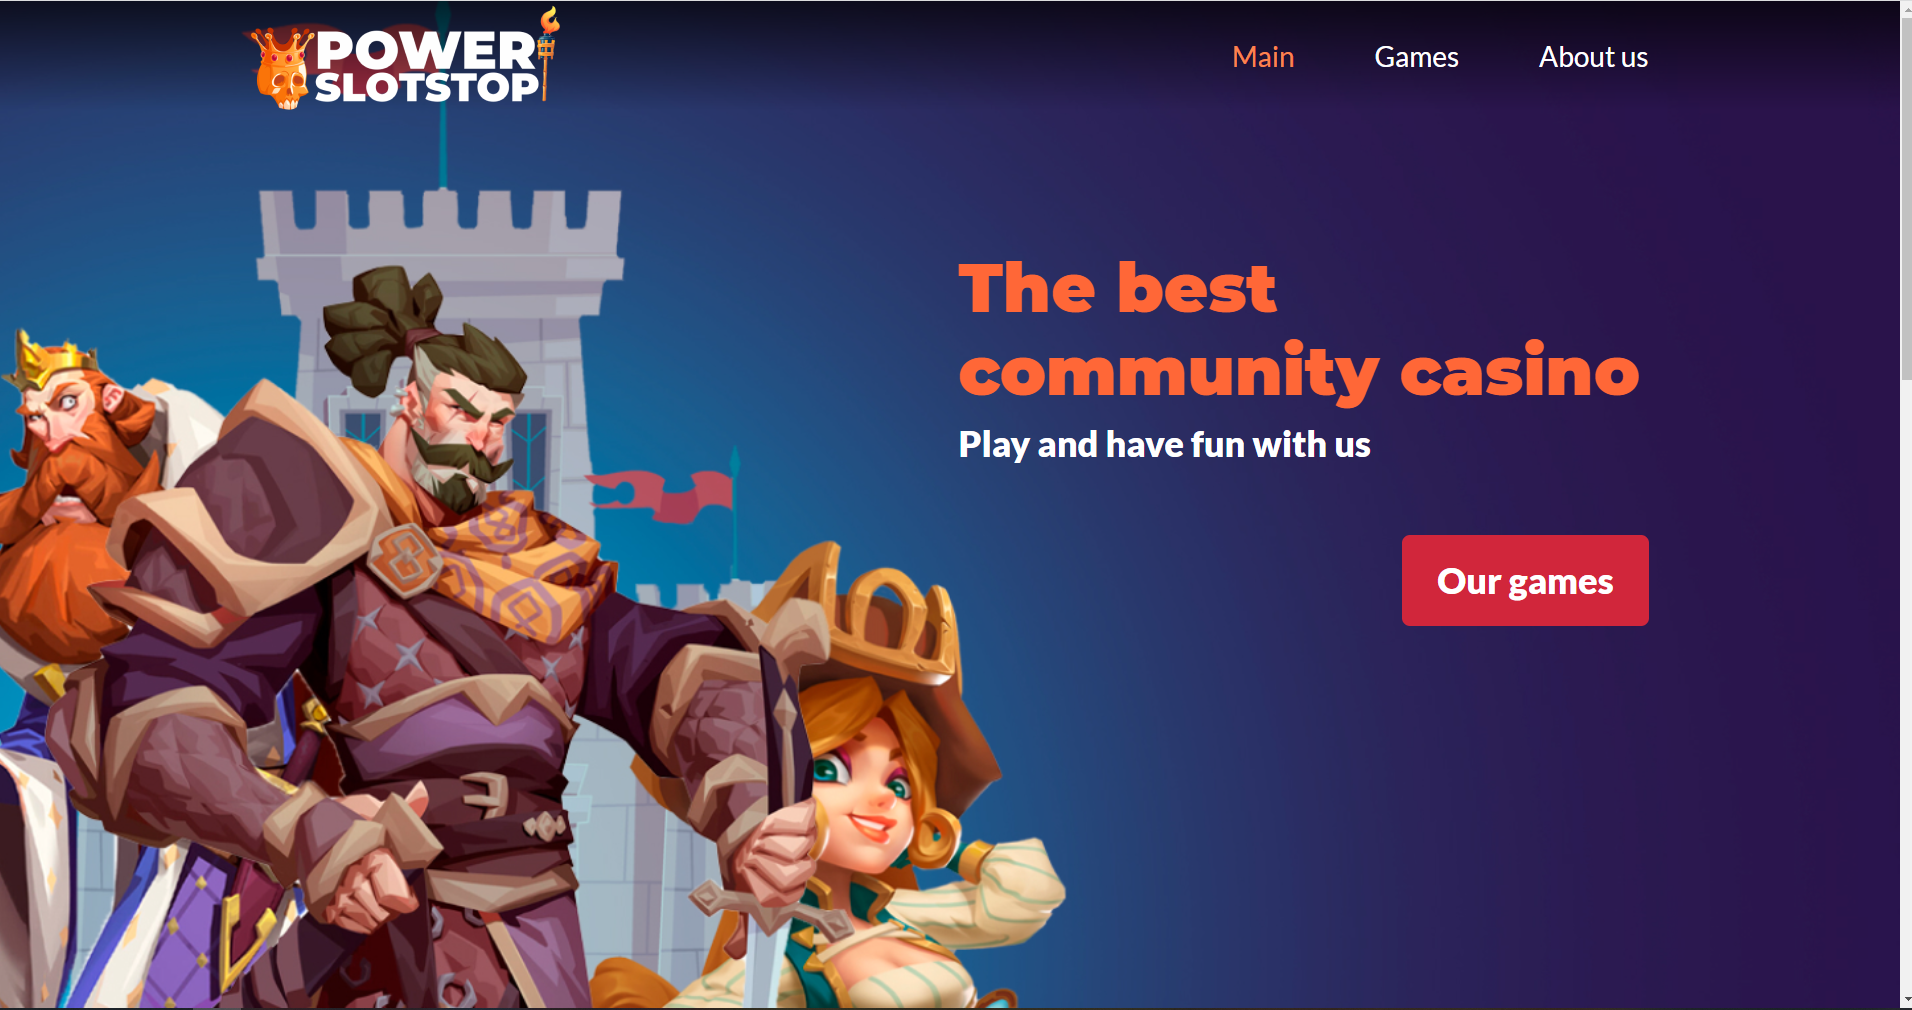 POWER
SLOTSTOP
Main
Games
About us
The best
community casino
Play and have fun with us
Our games